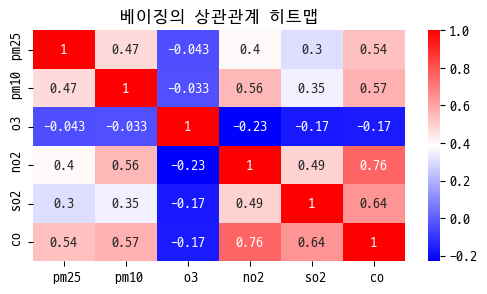 베이징의 상관관계 히트맵
pm25 1 0.47 −0.043 0.4 0.3 0.54
pm10 0.47 1 −0.033 0.56 0.35 0.57
o3 −0.043 −0.033 1 −0.23 −0.17 −0.17
no2 0.4 0.56 −0.23 1 0.49 0.76
so2 0.3 0.35 −0.17 0.49 1 0.64
co 0.54 0.57 −0.17 0.76 0.64 1
pm25 pm10 o3 no2 so2 co
1.0
0.8
0.6
0.4
0.2
0.0
−0.2